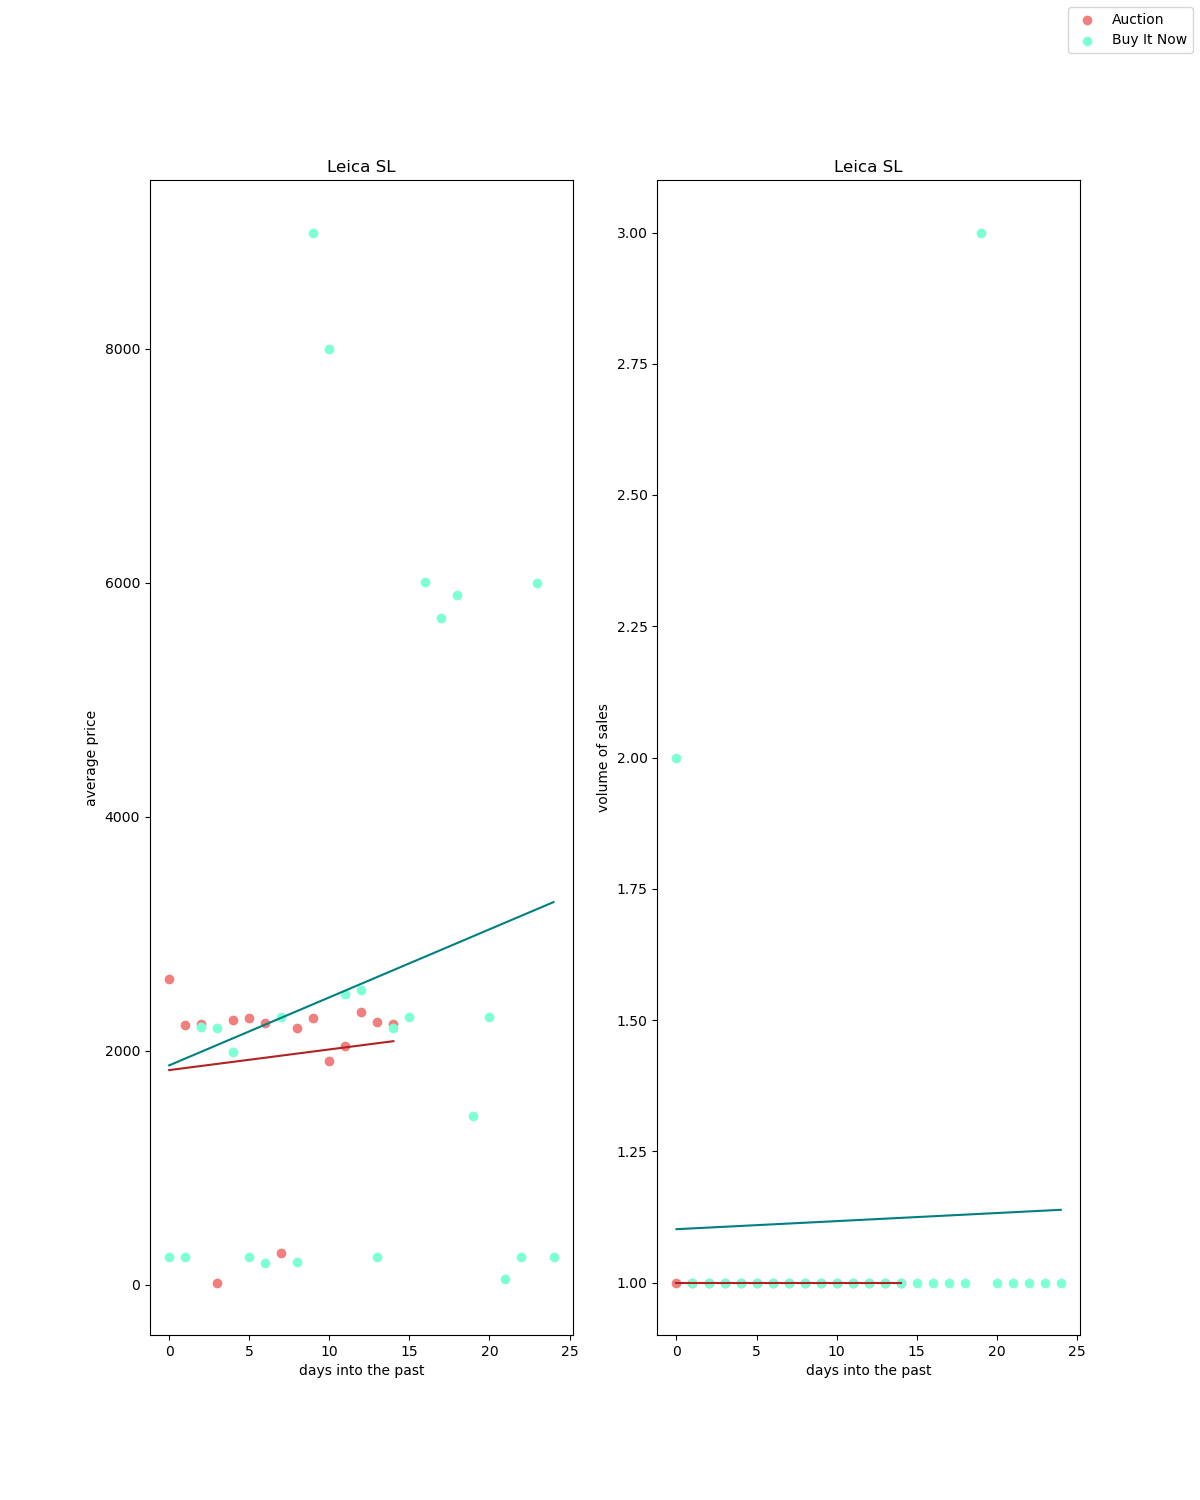 Auction
Buy It Now
Leica SL
average price
8000
6000
4000
2000
0
0 5 10 15 20 25
days into the past
Leica SL
volume of sales
3.00
2.75
2.50
2.25
2.00
1.75
1.50
1.25
1.00
0 5 10 15 20 25
days into the past